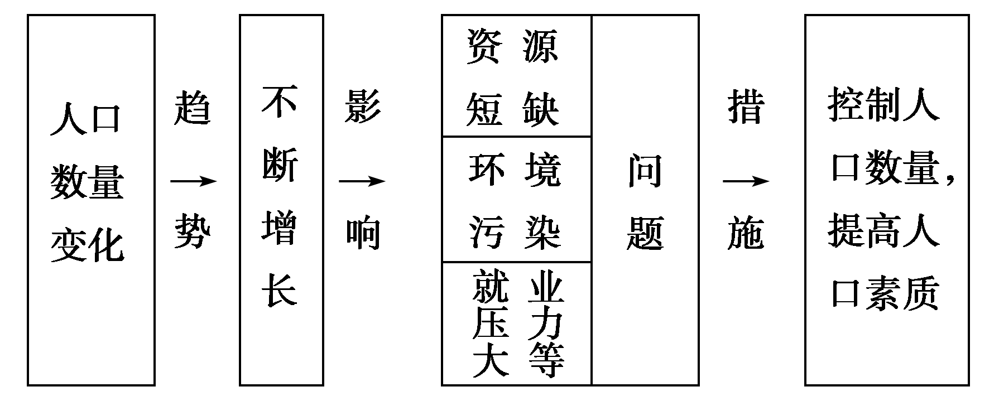 人口
数量
变化
趋
势
不
断
增
长
影
响
资源
短缺
环境
污染
就业
压力
大等
问
题
措
施
控制人
口数量，
提高人
口素质